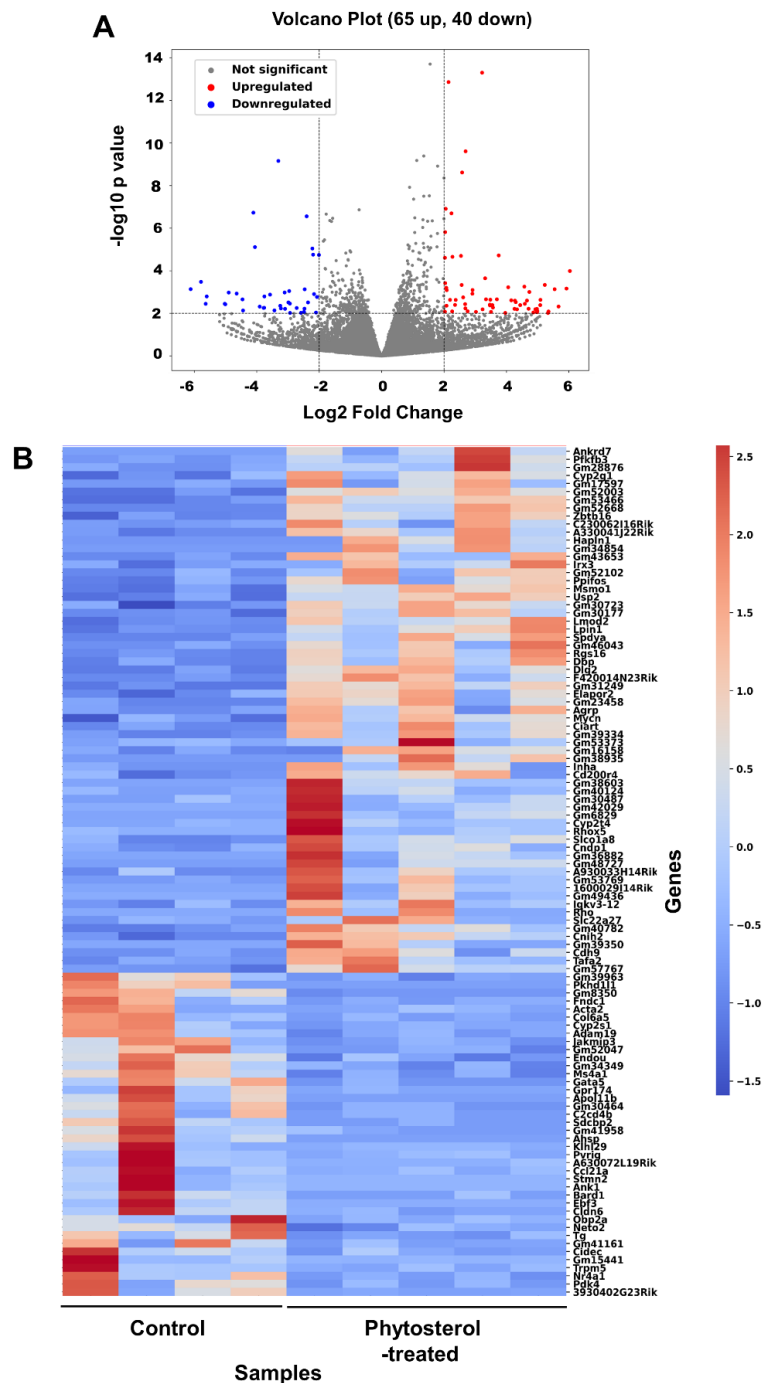 A
Volcano Plot (65 up, 40 down)
Not significant
Upregulated
Downregulated
14
12
10
8
6
4
2
0
-log10 p value
-6 -4 -2 0 2 4 6
Log2 Fold Change
B
Ankrd7
Pfkfb3
Gm28876
Cyp2g1
Gm17597
Gm52003
Gm53466
Gm52668
Zbtb16
C230062I16Rik
A330041J22Rik
Hapln1
Gm34854
Gm43653
Irx3
Gm52102
Ppifos
Msmo1
Usp2
Gm30723
Gm30177
Lmod2
Lpin1
Spdya
Gm46043
Rgs16
Dbp
Dlg2
F420014N23Rik
Gm31249
Elapor2
Gm23458
Agrp
Mycn
Ciart
Gm39334
Gm53373
Gm16158
Gm38935
Inha
Cd200r4
Gm38603
Gm40124
Gm30487
Gm42029
Gm6829
Cyp2t4
Rhox5
Slco1a8
Cndp1
Gm36882
Gm48727
A930033H14Rik
Gm53769
1600029I14Rik
Gm49436
Igkv3-12
Rho
Slc22a27
Gm40782
Cnih2
Gm39350
Cdh9
Tafa2
Gm57767
Gm39963
Pkhd1l1
Gm8350
Fndc1
Acta2
Col6a5
Cyp2s1
Adam19
Jakmip3
Gm52047
Endou
Gm34349
Ms4a1
Gata5
Gpr174
Apol11b
Gm30464
C2cd4b
Sdcbp2
Gm41958
Ahsp
Klhl29
Pvrig
A630072L19Rik
Ccl21a
Stmn2
Ank1
Bard1
Ebf3
Cldn6
Obp2a
Neto2
Tg
Gm41161
Cidec
Gm15441
Trpm5
Nr4a1
Pdk4
3930402G23Rik
Genes
2.5
2.0
1.5
1.0
0.5
0.0
−0.5
−1.0
−1.5
Control
Phytosterol
-treated
Samples